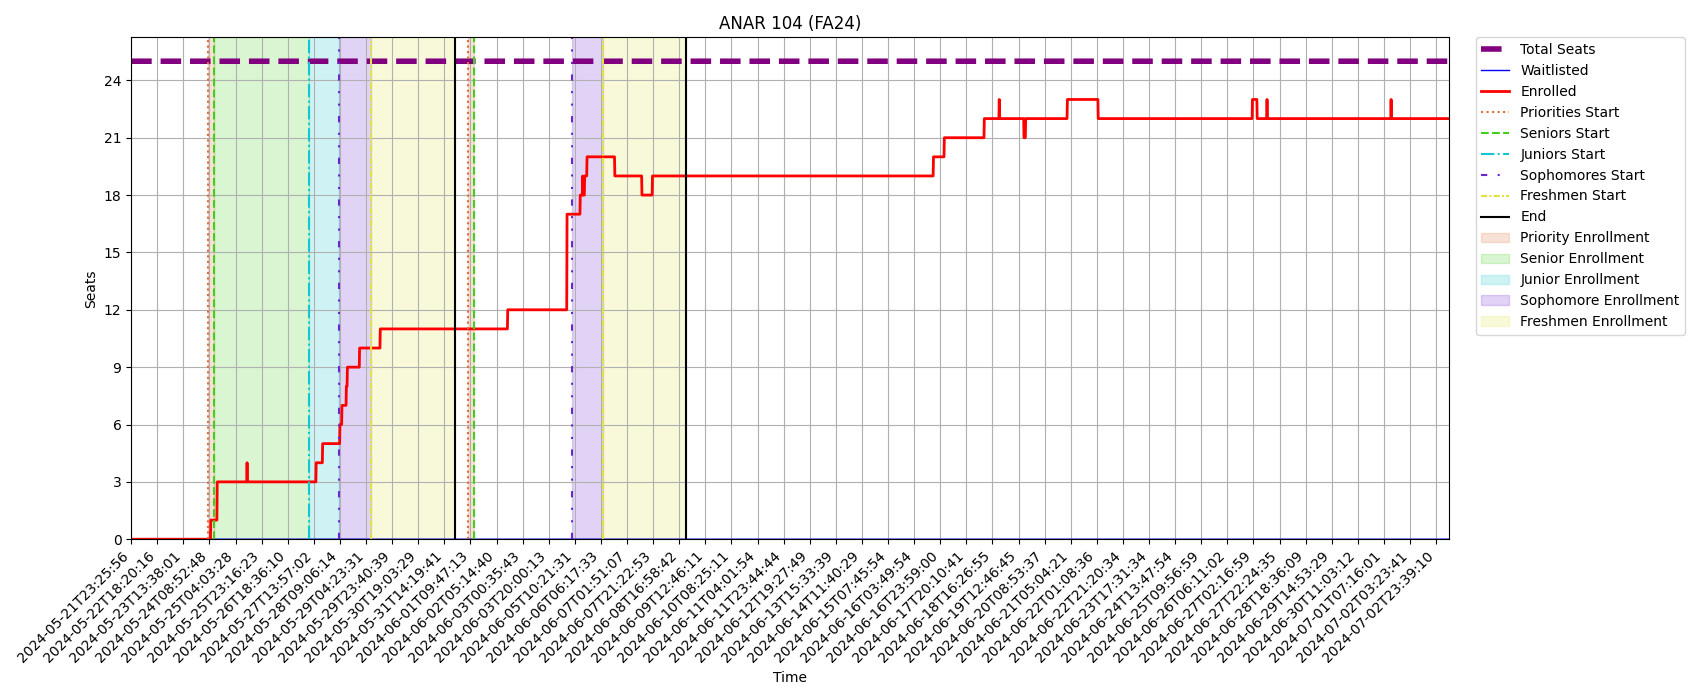 ANAR 104 (FA24)
Seats
24
21
18
15
12
9
6
3
0
2024-05-21T23:25:56
2024-05-22T18:20:16
2024-05-23T13:38:01
2024-05-24T08:52:48
2024-05-25T04:03:28
2024-05-25T23:16:23
2024-05-26T18:36:10
2024-05-27T13:57:02
2024-05-28T09:06:14
2024-05-29T04:23:31
2024-05-29T23:40:39
2024-05-30T19:03:29
2024-05-31T14:19:41
2024-06-01T09:47:13
2024-06-02T05:14:40
2024-06-03T00:35:43
2024-06-03T20:00:13
2024-06-05T10:21:31
2024-06-06T06:17:33
2024-06-07T01:51:07
2024-06-07T21:22:53
2024-06-08T16:58:42
2024-06-09T12:46:11
2024-06-10T08:25:11
2024-06-11T04:01:54
2024-06-11T23:44:44
2024-06-12T19:27:49
2024-06-13T15:33:39
2024-06-14T11:40:29
2024-06-15T07:45:54
2024-06-16T03:49:54
2024-06-16T23:59:00
2024-06-17T20:10:41
2024-06-18T16:26:55
2024-06-19T12:46:45
2024-06-20T08:53:37
2024-06-21T05:04:21
2024-06-22T01:08:36
2024-06-22T21:20:34
2024-06-23T17:31:34
2024-06-24T13:47:54
2024-06-25T09:56:59
2024-06-26T06:11:02
2024-06-27T02:16:59
2024-06-27T22:24:35
2024-06-28T18:36:09
2024-06-29T14:53:29
2024-06-30T11:03:12
2024-07-01T07:16:01
2024-07-02T03:23:41
2024-07-02T23:39:10
Time
Total Seats
Waitlisted
Enrolled
Priorities Start
Seniors Start
Juniors Start
Sophomores Start
Freshmen Start
End
Priority Enrollment
Senior Enrollment
Junior Enrollment
Sophomore Enrollment
Freshmen Enrollment